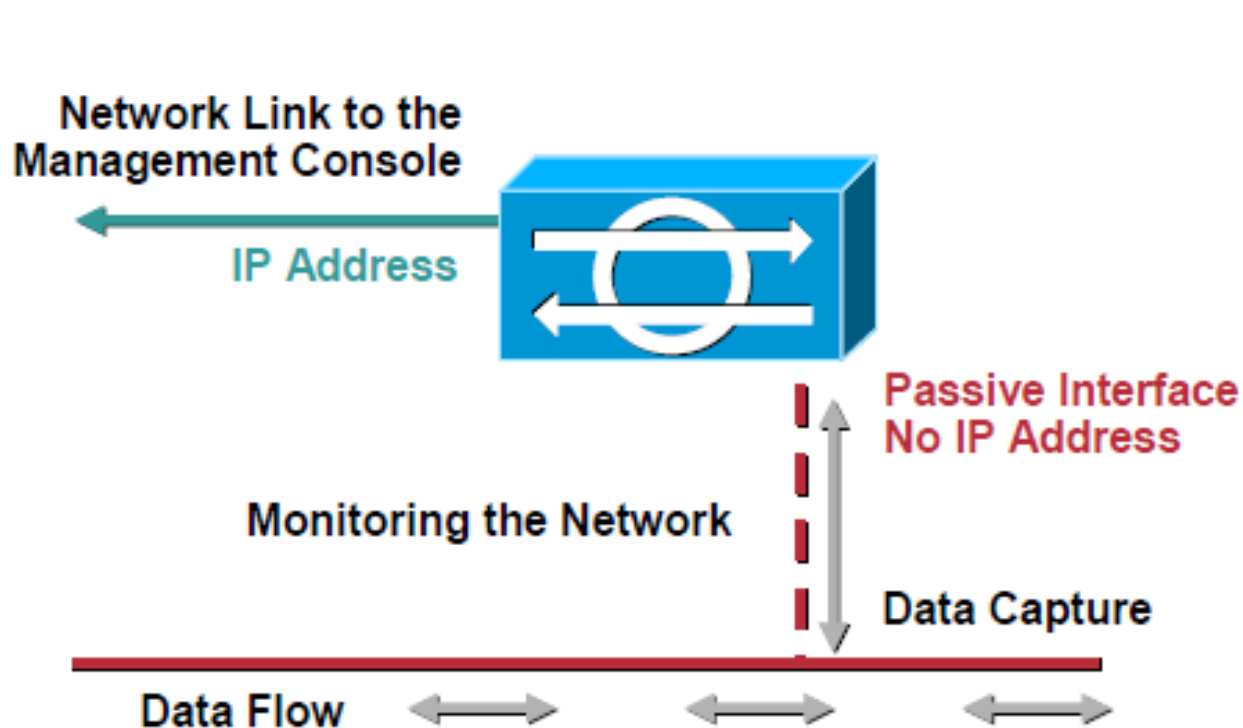 Network Link to the
Management Console
IP Address
Passive Interface
No IP Address
Monitoring the Network
Data Capture
Data Flow